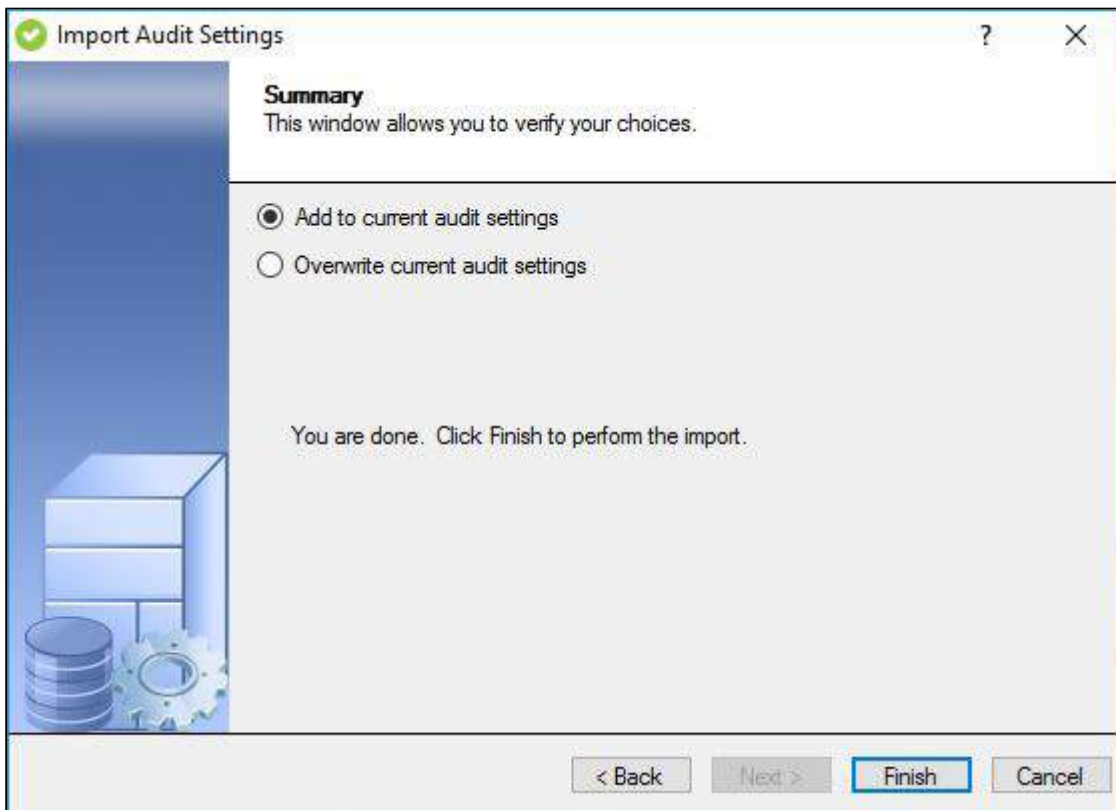 Import Audit Settings
?
Summary
This window allows you to verify your choices.
Add to current audit settings
Overwrite current audit settings
You are done. Click Finish to perform the import.
< Back Next > Finish Cancel